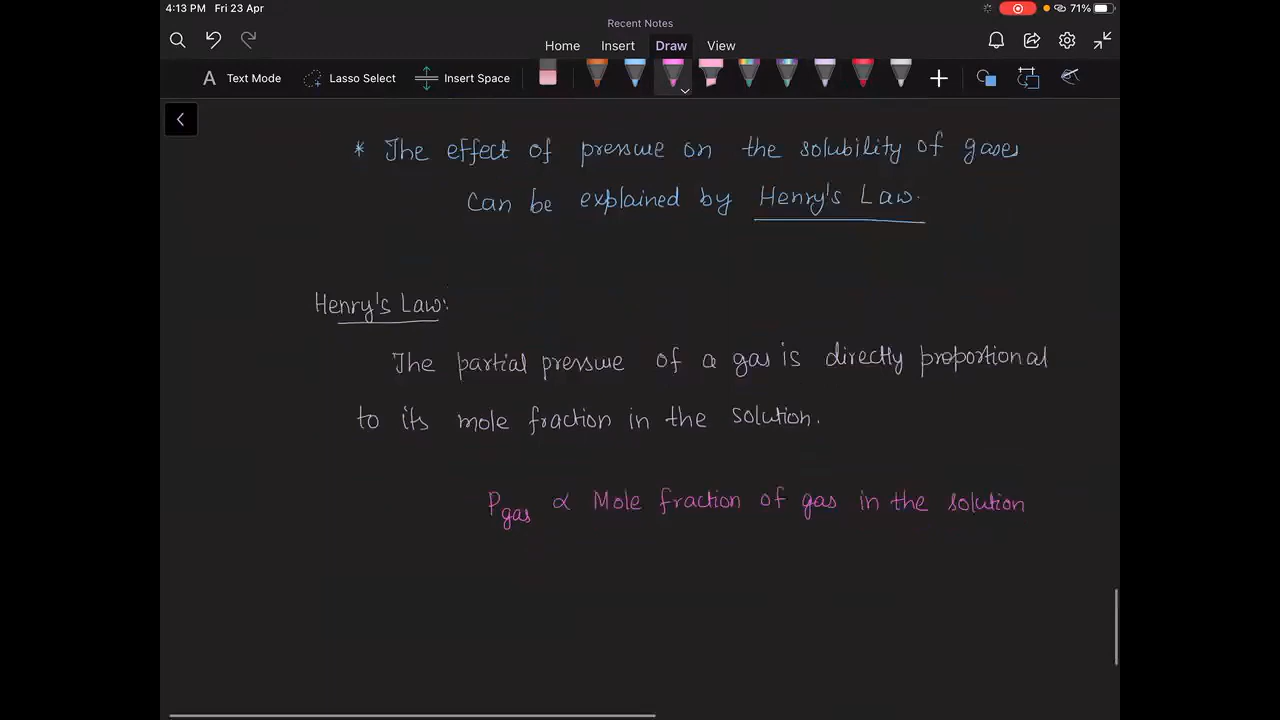 4:13 PM Fri 23 Apr
71%
Recent Notes
Home Insert Draw View
Text Mode Lasso Select Insert Space
* The effect of pressure on the solubility of gases
can be explained by Henry's Law.
Henry's Law:
The partial pressure of a gas is directly proportional
to its mole fraction in the solution.
Pgas ∝ Mole fraction of gas in the solution